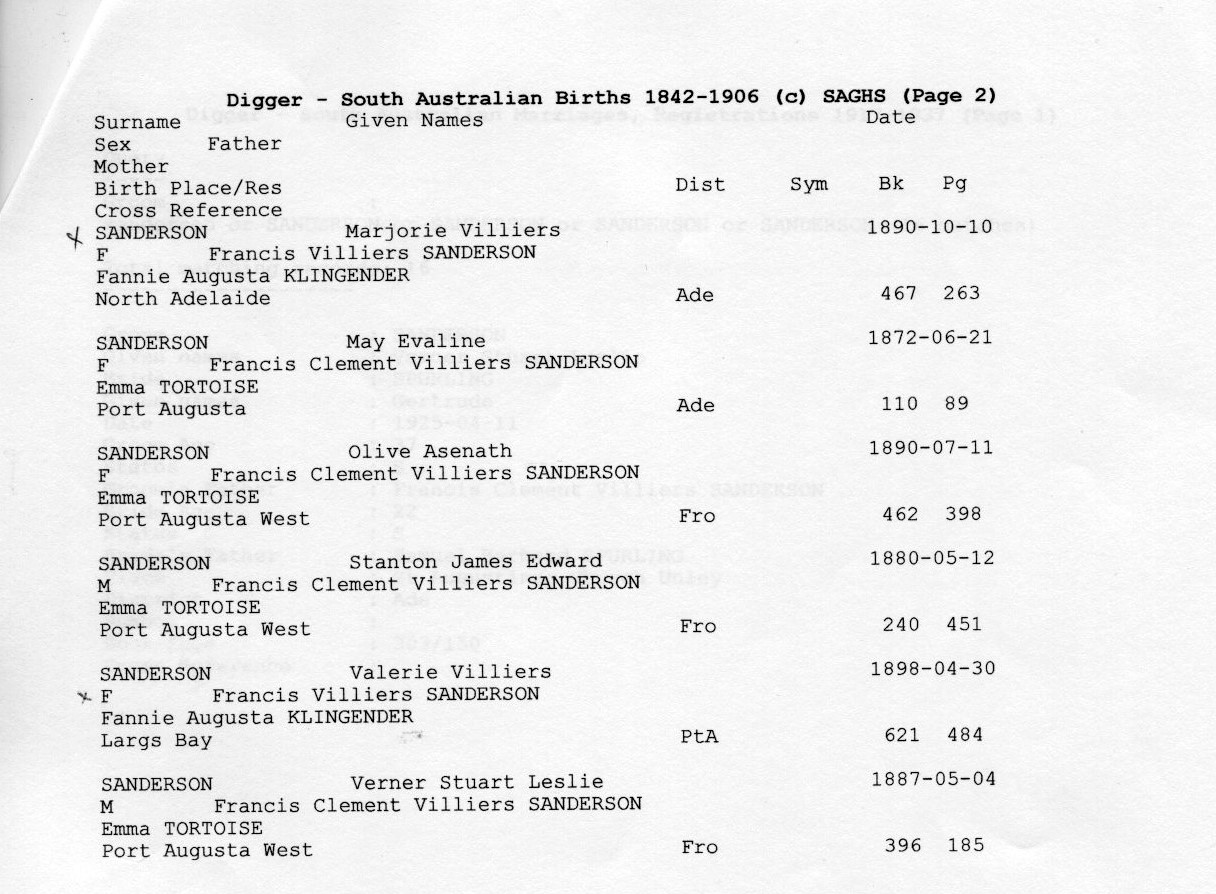 Digger - South Australian Births 1842-1906 (c) SAGHS (Page 2)
Surname Given Names Date
Sex Father
Mother
Birth Place/Res Dist Sym Bk Pg
Cross Reference
SANDERSON Marjorie Villiers 1890-10-10
F Francis Villiers SANDERSON
Fannie Augusta KLINGENDER
North Adelaide Ade 467 263
SANDERSON May Evaline 1872-06-21
F Francis Clement Villiers SANDERSON
Emma TORTOISE
Port Augusta Ade 110 89
SANDERSON Olive Asenath 1890-07-11
F Francis Clement Villiers SANDERSON
Emma TORTOISE
Port Augusta West Fro 462 398
SANDERSON Stanton James Edward 1880-05-12
M Francis Clement Villiers SANDERSON
Emma TORTOISE
Port Augusta West Fro 240 451
SANDERSON Valerie Villiers 1898-04-30
F Francis Villiers SANDERSON
Fannie Augusta KLINGENDER
Largs Bay PtA 621 484
SANDERSON Verner Stuart Leslie 1887-05-04
M Francis Clement Villiers SANDERSON
Emma TORTOISE
Port Augusta West Fro 396 185